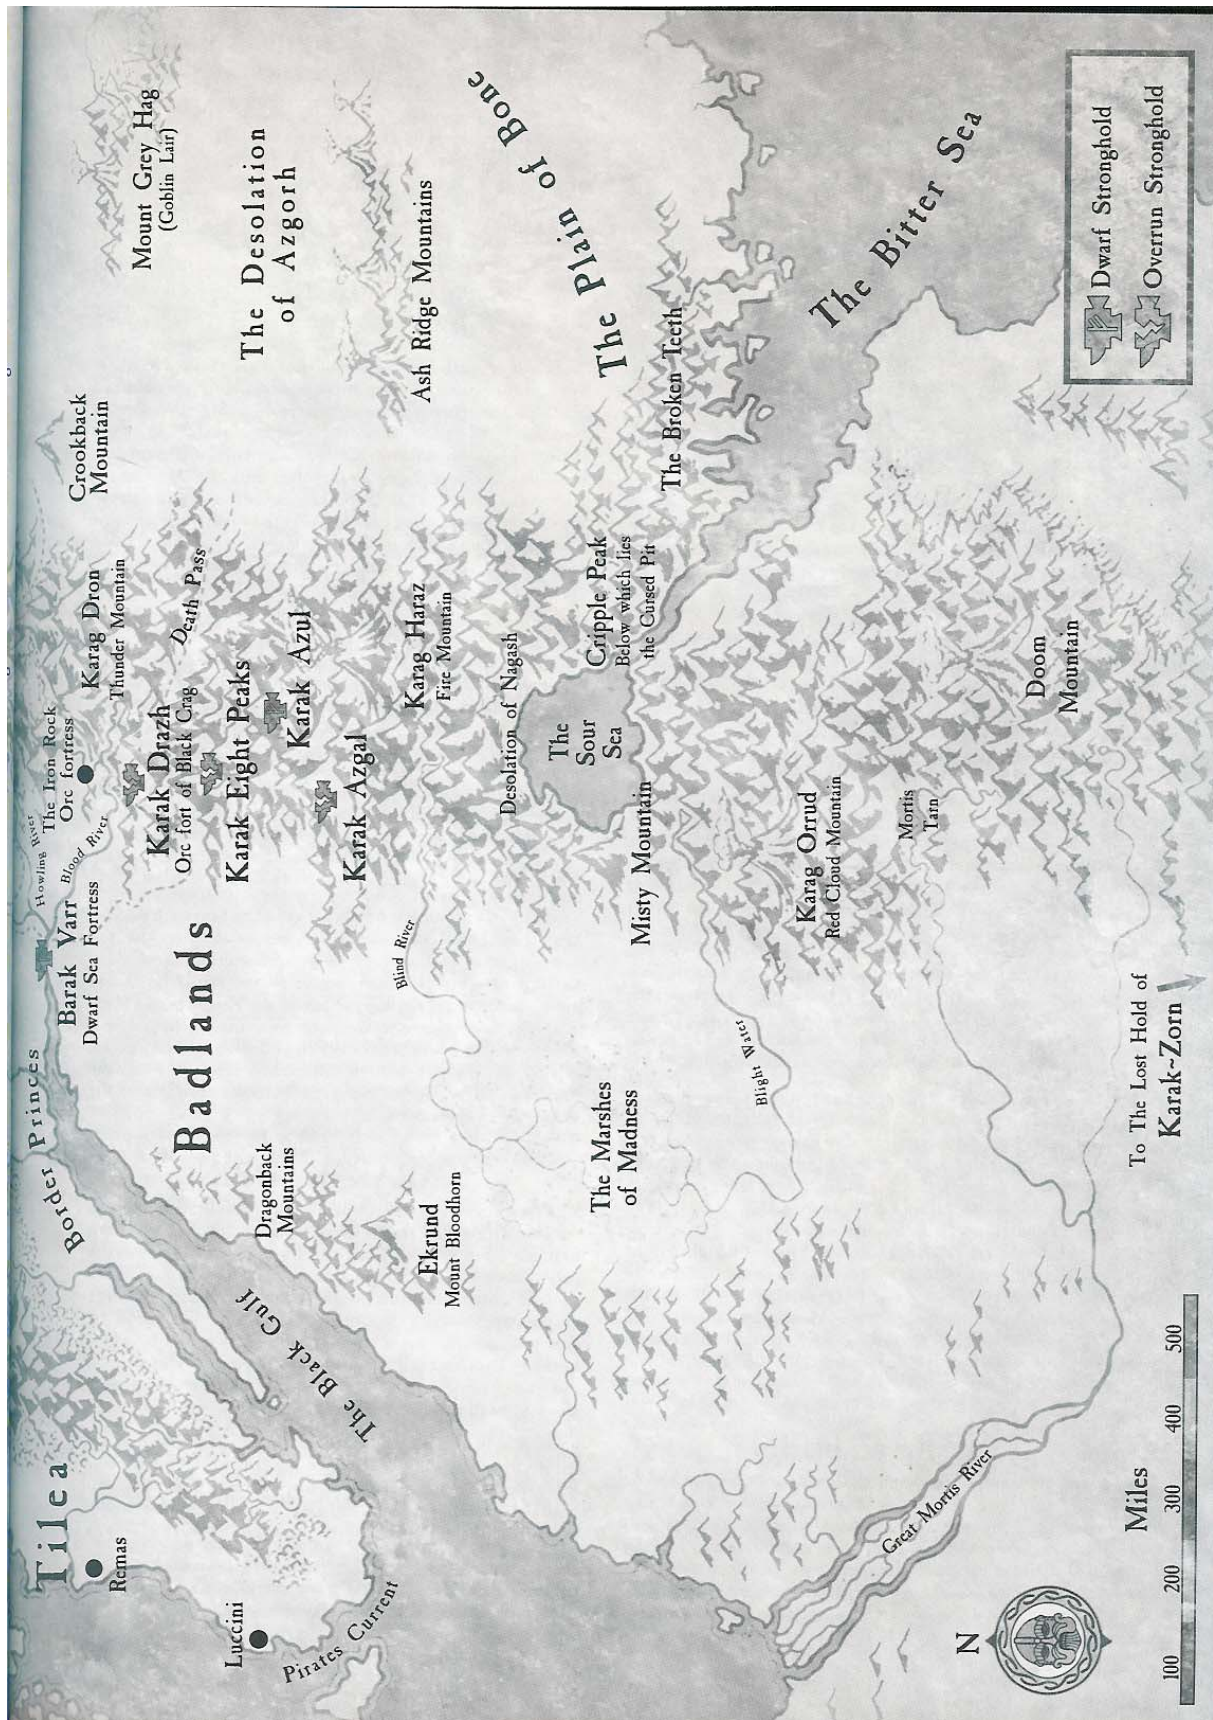 Tilea
Remas
Luccini
Pirates Current
Border Princes
The Black Gulf
Barak Varr
Dwarf Sea Fortress
Howling River
Blood River
The Iron Rock
Orc fortress
Karag Dron
Thunder Mountain
Crookback
Mountain
Mount Grey Hag
(Goblin Lair)
Badlands
Karak Drazh
Orc fort of Black Crag
Death Pass
Karak Eight Peaks
Karak Azul
Karak Azgal
The Desolation
of Azgorh
Dragonback
Mountains
Ekrund
Mount Bloodhorn
Blind River
Karag Haraz
Fire Mountain
Ash Ridge Mountains
Desolation of Nagash
The
Sour
Sea
Cripple Peak
Below which lies
the Cursed Pit
The Plain of Bone
The Broken Teeth
The Marshes
of Madness
Misty Mountain
Blight Water
Karag Orrud
Red Cloud Mountain
Mortis
Tarn
Doom
Mountain
The Bitter Sea
Great Mortis River
N
Miles
100 200 300 400 500
To The Lost Hold of
Karak~Zorn
Dwarf Stronghold
Overrun Stronghold